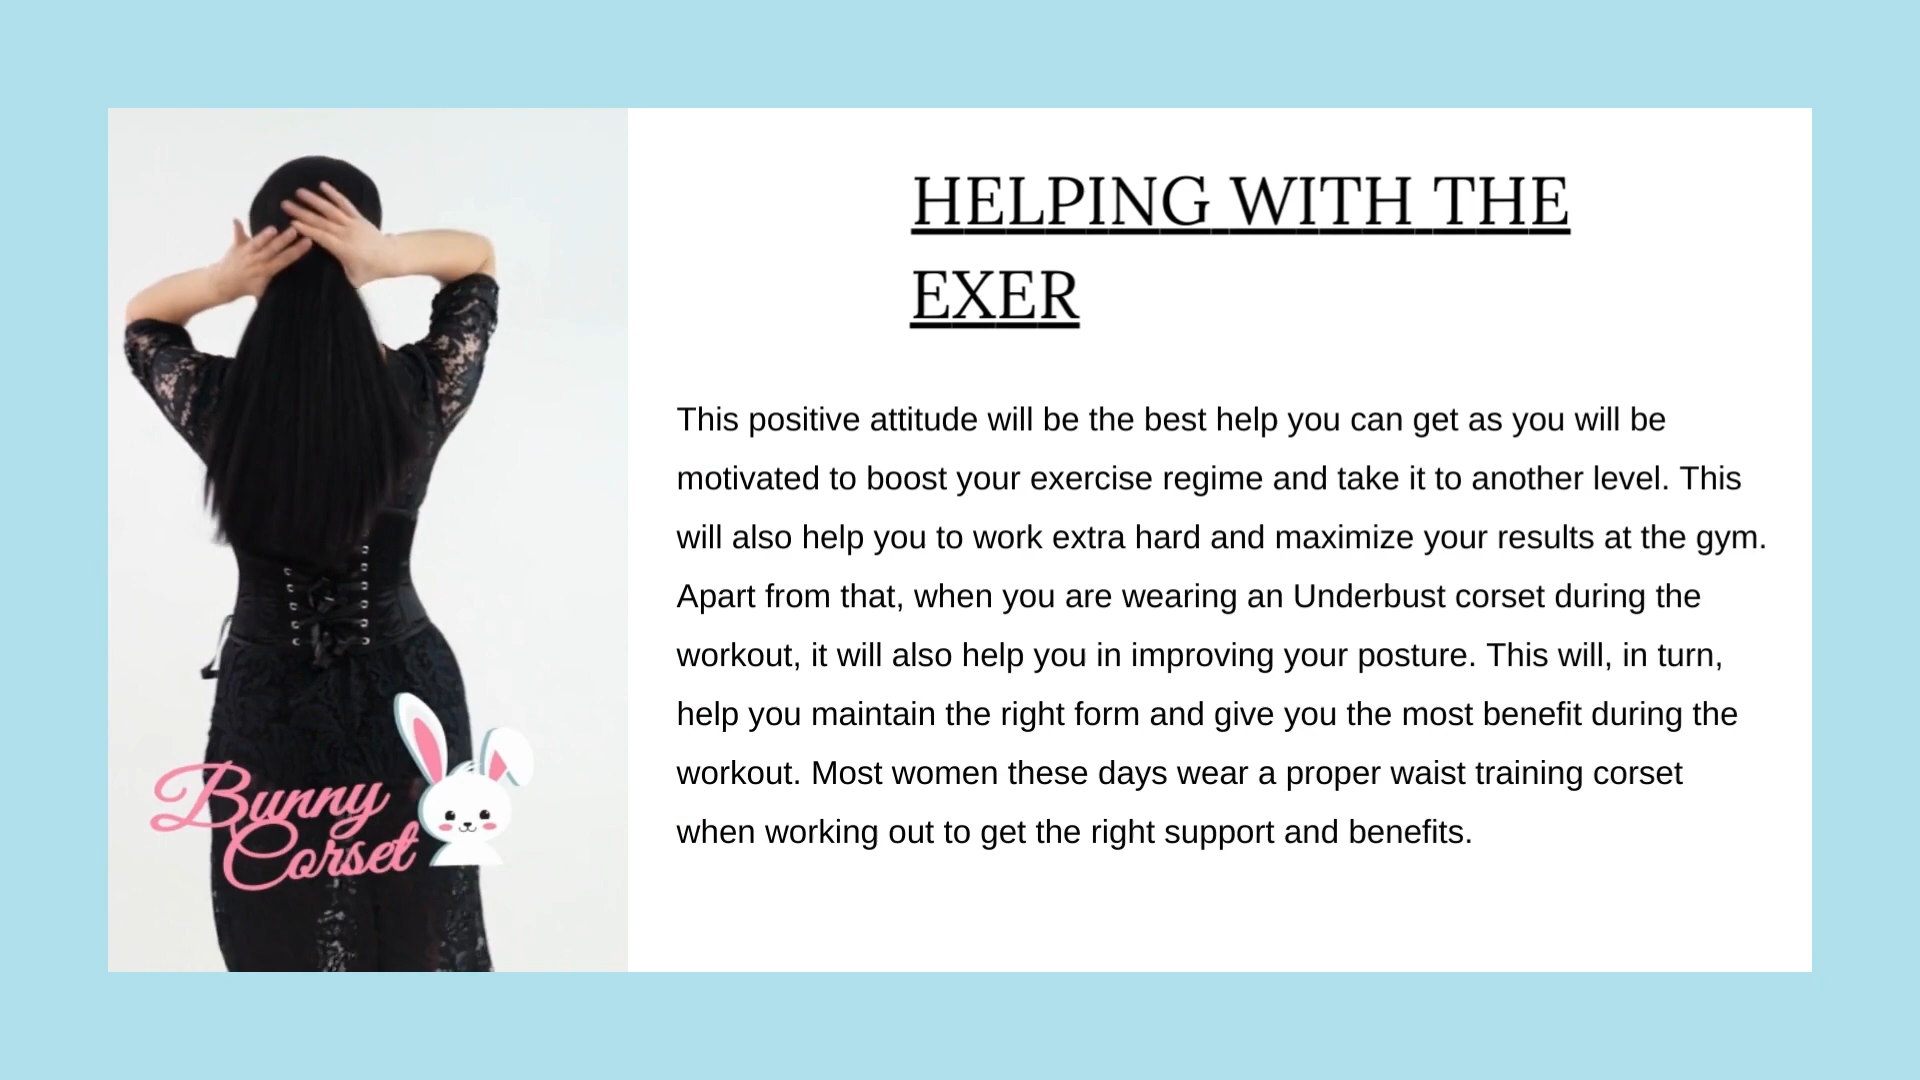 HELPING WITH THE
EXER
This positive attitude will be the best help you can get as you will be
motivated to boost your exercise regime and take it to another level. This
will also help you to work extra hard and maximize your results at the gym.
Apart from that, when you are wearing an Underbust corset during the
workout, it will also help you in improving your posture. This will, in turn,
help you maintain the right form and give you the most benefit during the
workout. Most women these days wear a proper waist training corset
when working out to get the right support and benefits.
Bunny
Corset